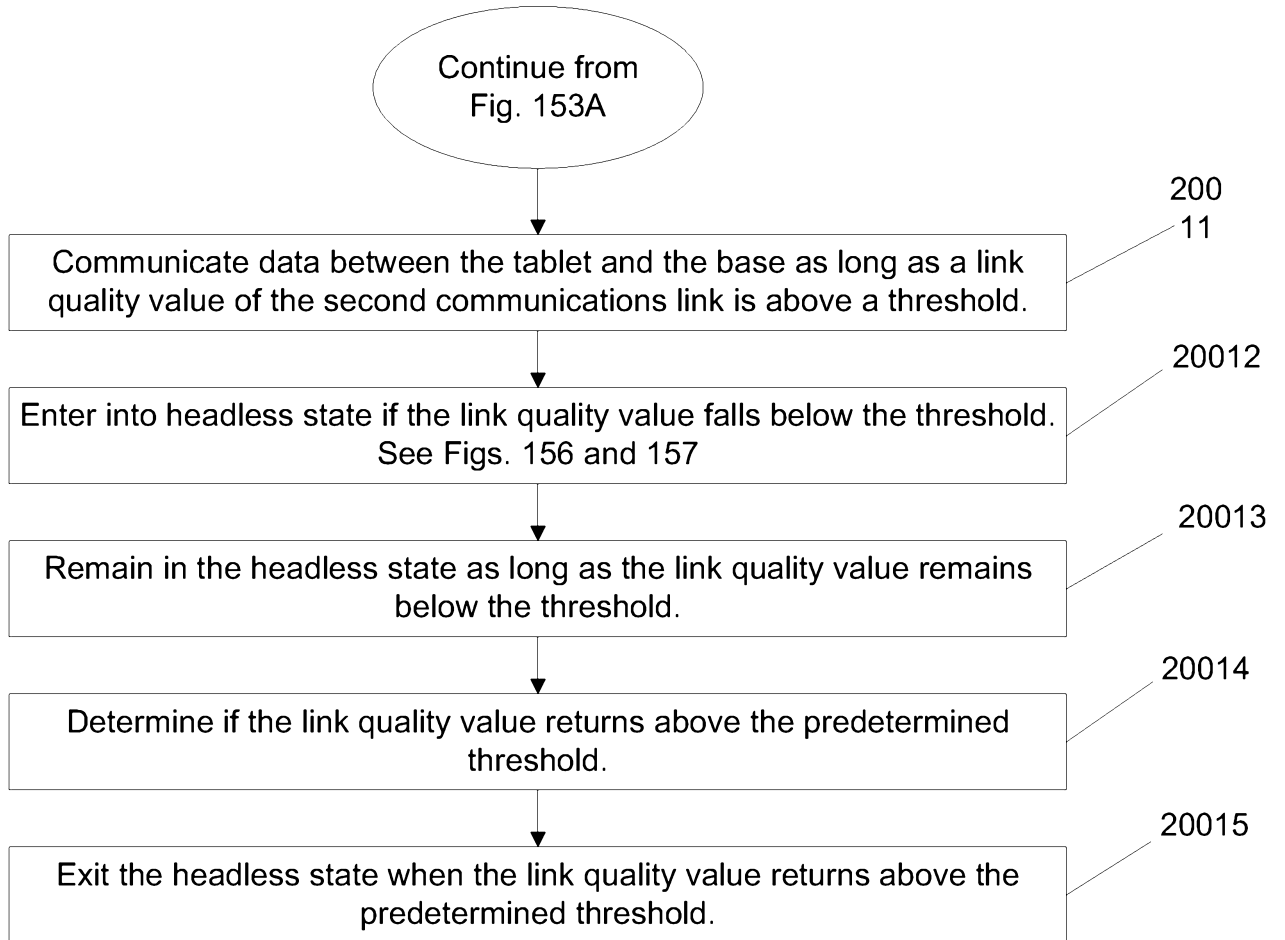 Continue from
Fig. 153A
200
11
Communicate data between the tablet and the base as long as a link
quality value of the second communications link is above a threshold.
20012
Enter into headless state if the link quality value falls below the threshold.
See Figs. 156 and 157
20013
Remain in the headless state as long as the link quality value remains
below the threshold.
20014
Determine if the link quality value returns above the predetermined
threshold.
20015
Exit the headless state when the link quality value returns above the
predetermined threshold.